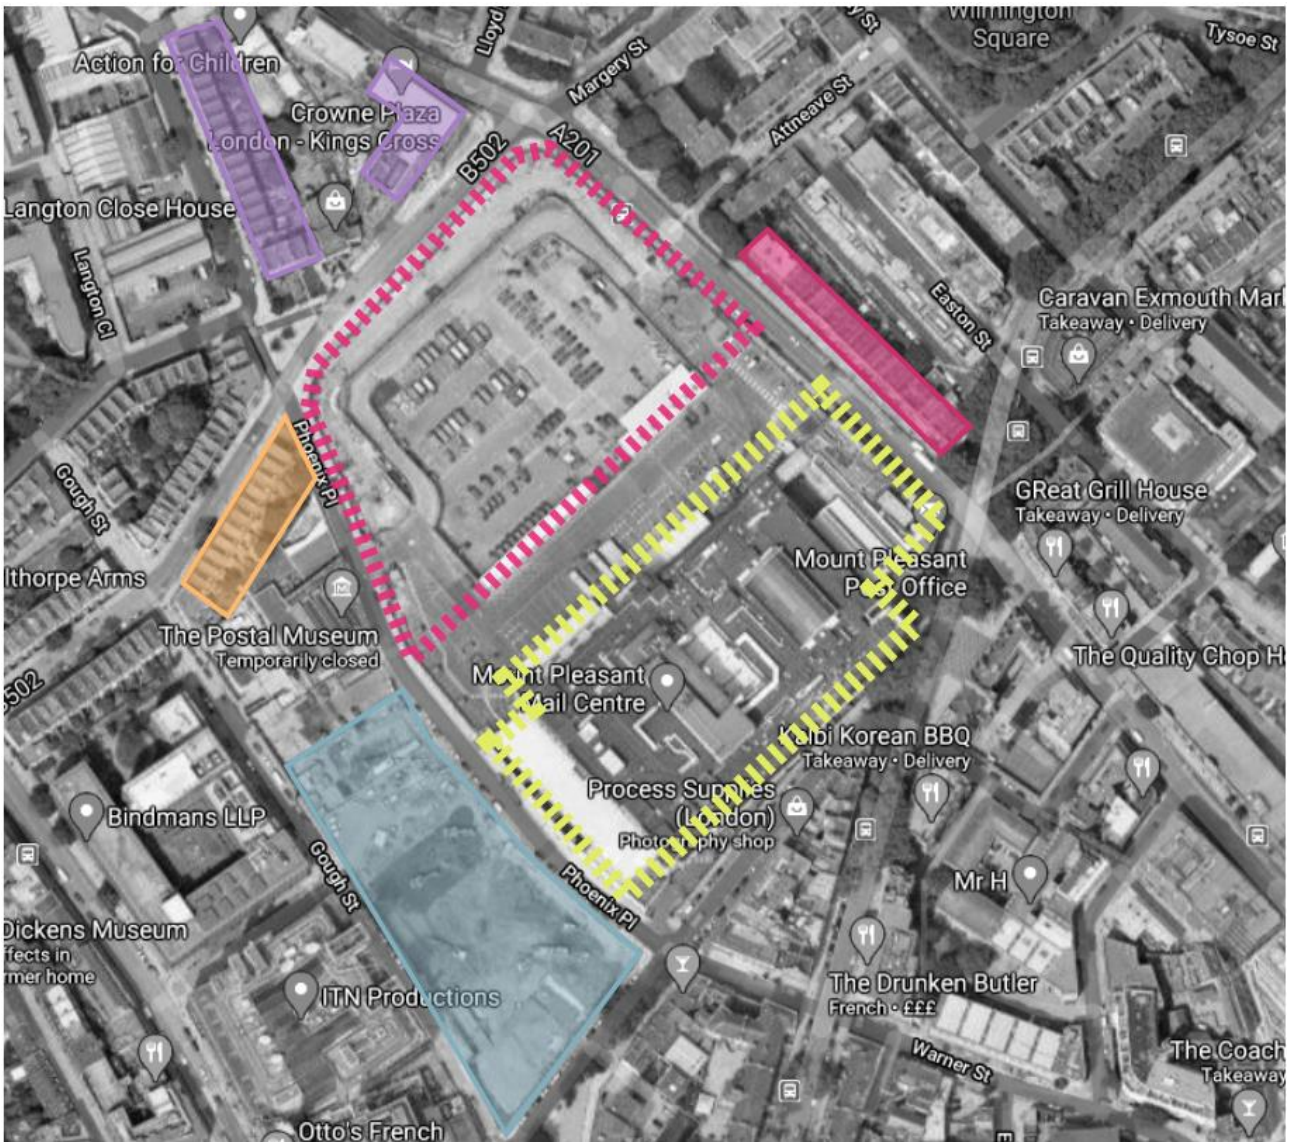 Wilmington
Square
Tysoe St
Lloyd
y St
Margery St
Action for Children
Attneave St
Crowne Plaza
London - Kings Cross
B502
A201
Langton Close House
Langton Cl
Easton St
Caravan Exmouth Mar
Takeaway • Delivery
Phoenix Pl
Gough St
GReat Grill House
Takeaway • Delivery
lthorpe Arms
Mount Pleasant
Post Office
The Postal Museum
Temporarily closed
The Quality Chop H
Mount Pleasant
Mail Centre
502
Kalbi Korean BBQ
Takeaway • Delivery
Process Supplies
(London)
Photography shop
Bindmans LLP
Gough St
Phoenix Pl
Mr H
Dickens Museum
ffects in
rmer home
ITN Productions
The Drunken Butler
French • £££
Warner St
The Coach
Takeaway
Otto's French
E